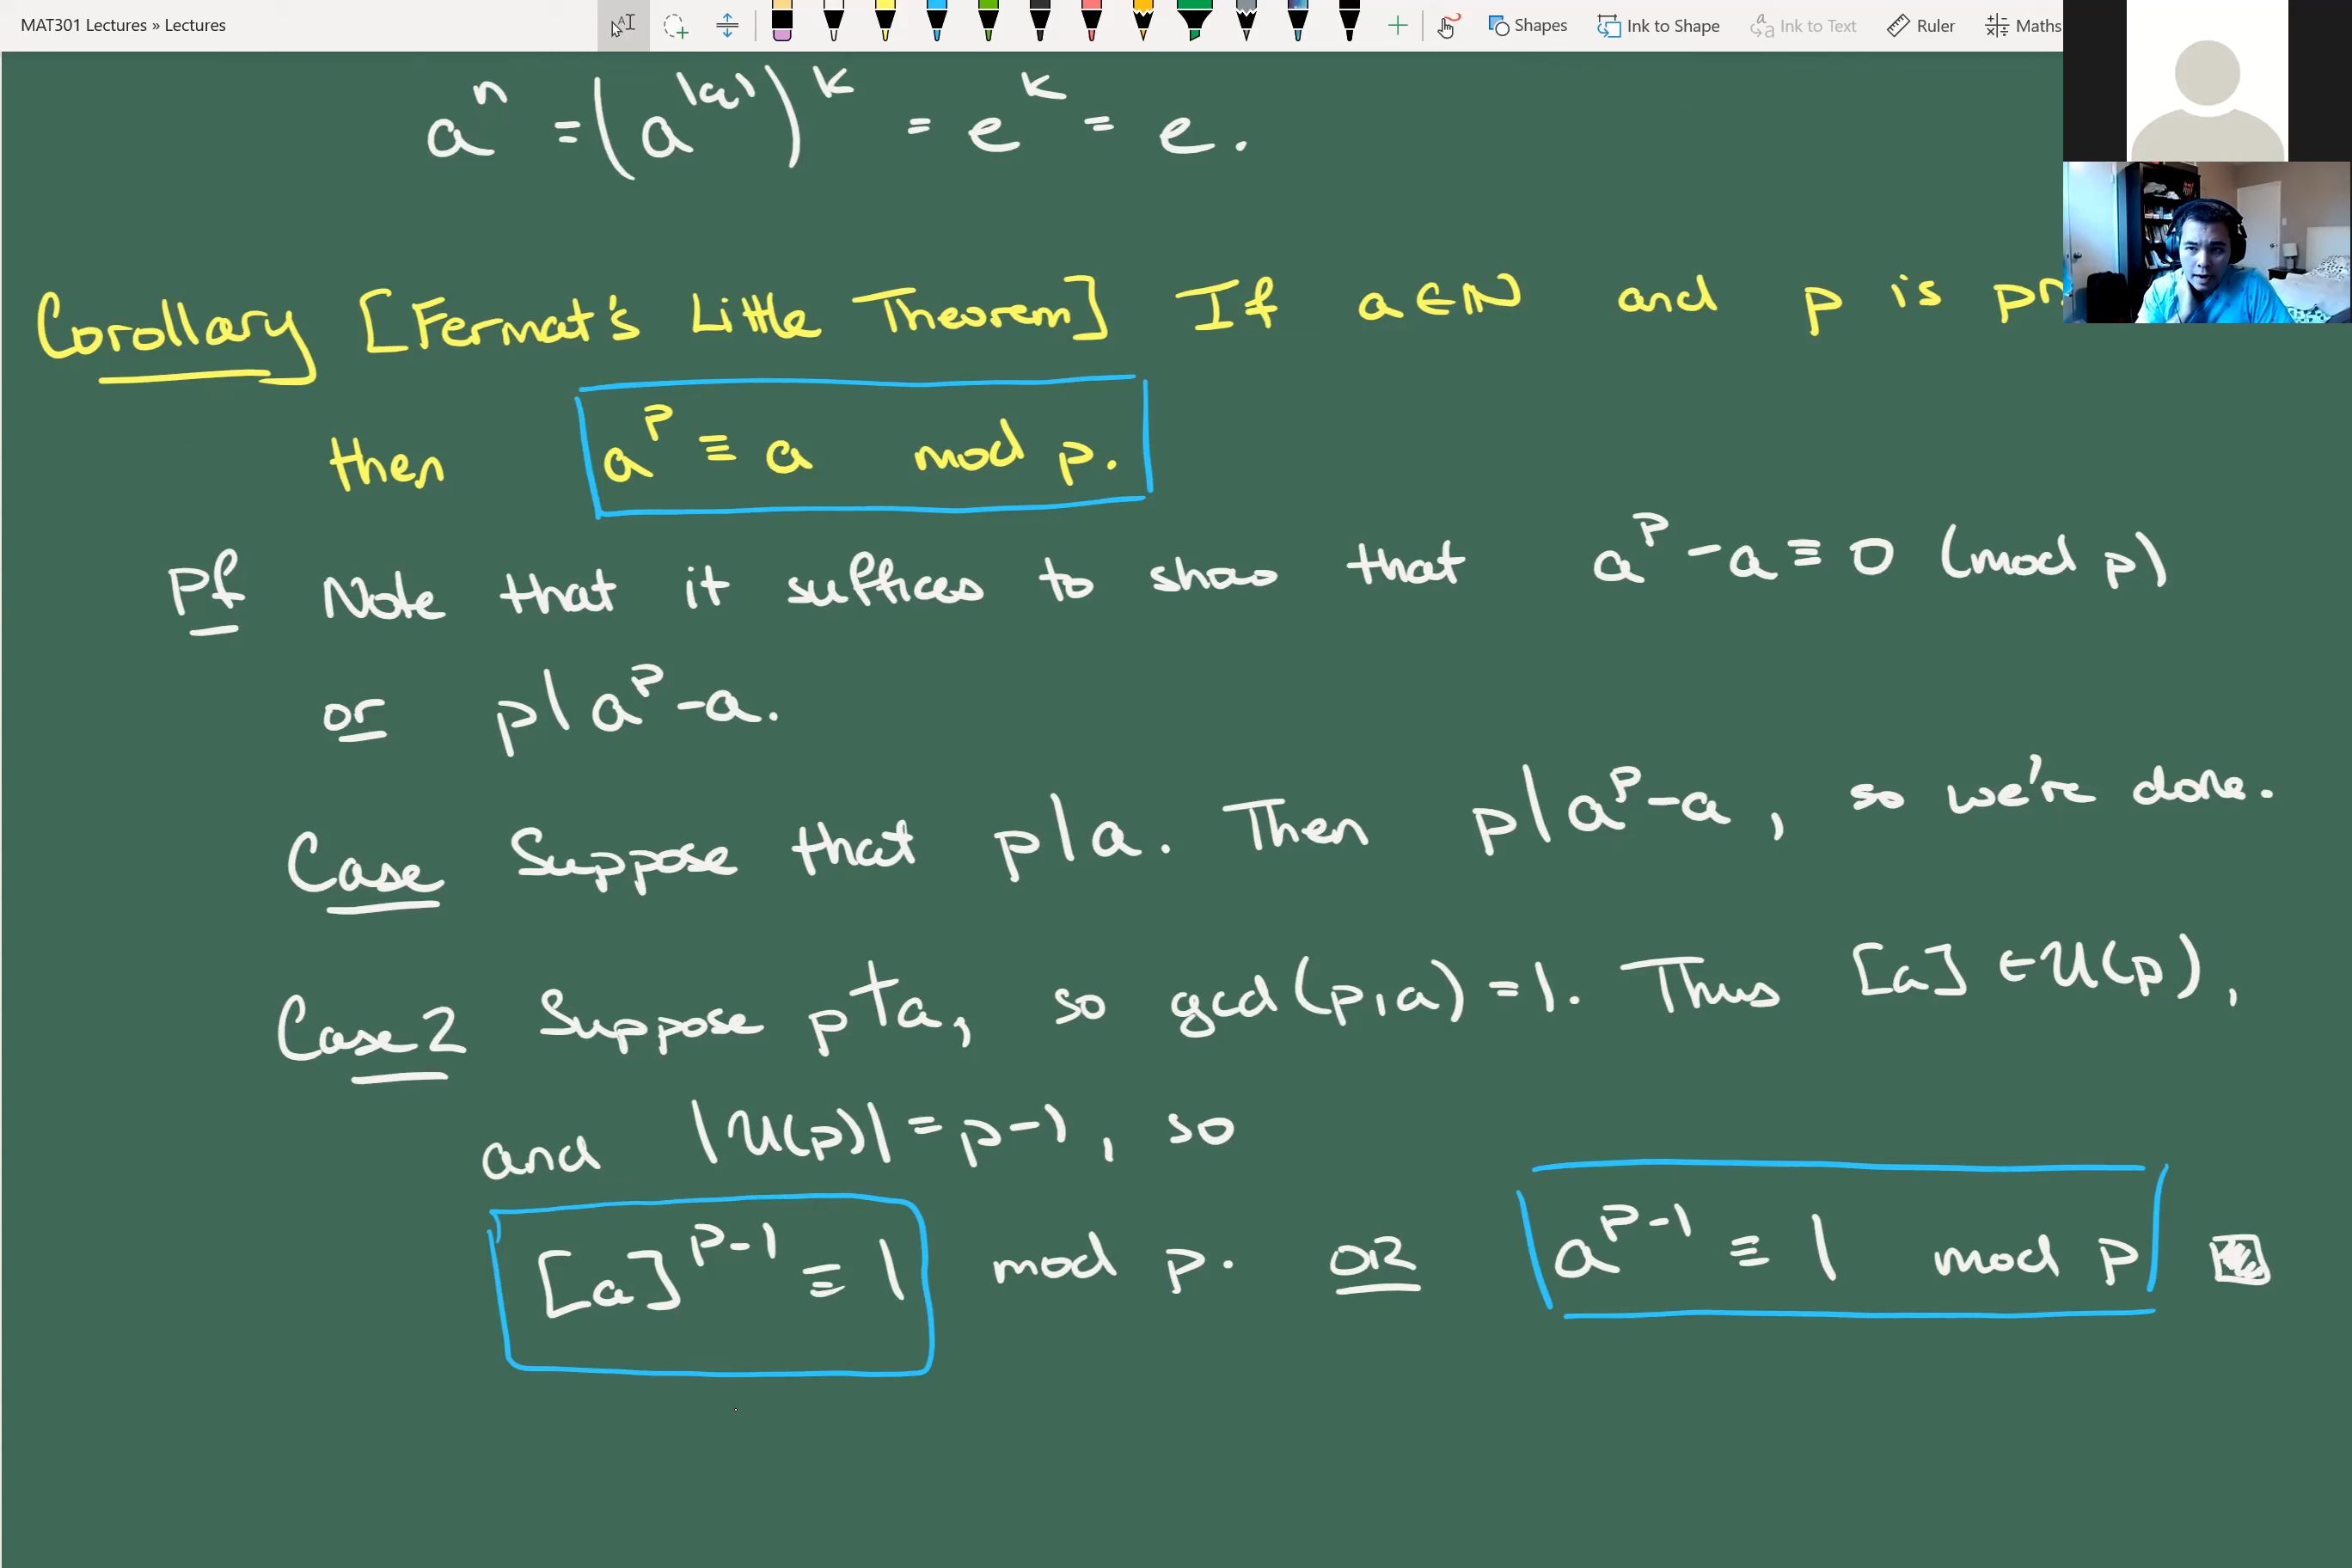 MAT301 Lectures » Lectures
Shapes Ink to Shape Ink to Text Ruler Maths
aⁿ = (a^|a|)^k = e^k = e.
Corollary [Fermat's Little Theorem] If a ∈ ℕ and p is pr
then a^p ≡ a mod p.
Pf Note that it suffices to show that a^p - a ≡ 0 (mod p)
or p | a^p - a.
Case Suppose that p | a. Then p | a^p - a, so we're done.
Case 2 Suppose p ∤ a, so gcd(p, a) = 1. Thus [a] ∈ U(p),
and |U(p)| = p - 1, so
[a]^(p-1) ≡ 1 mod p. OR a^(p-1) ≡ 1 mod p